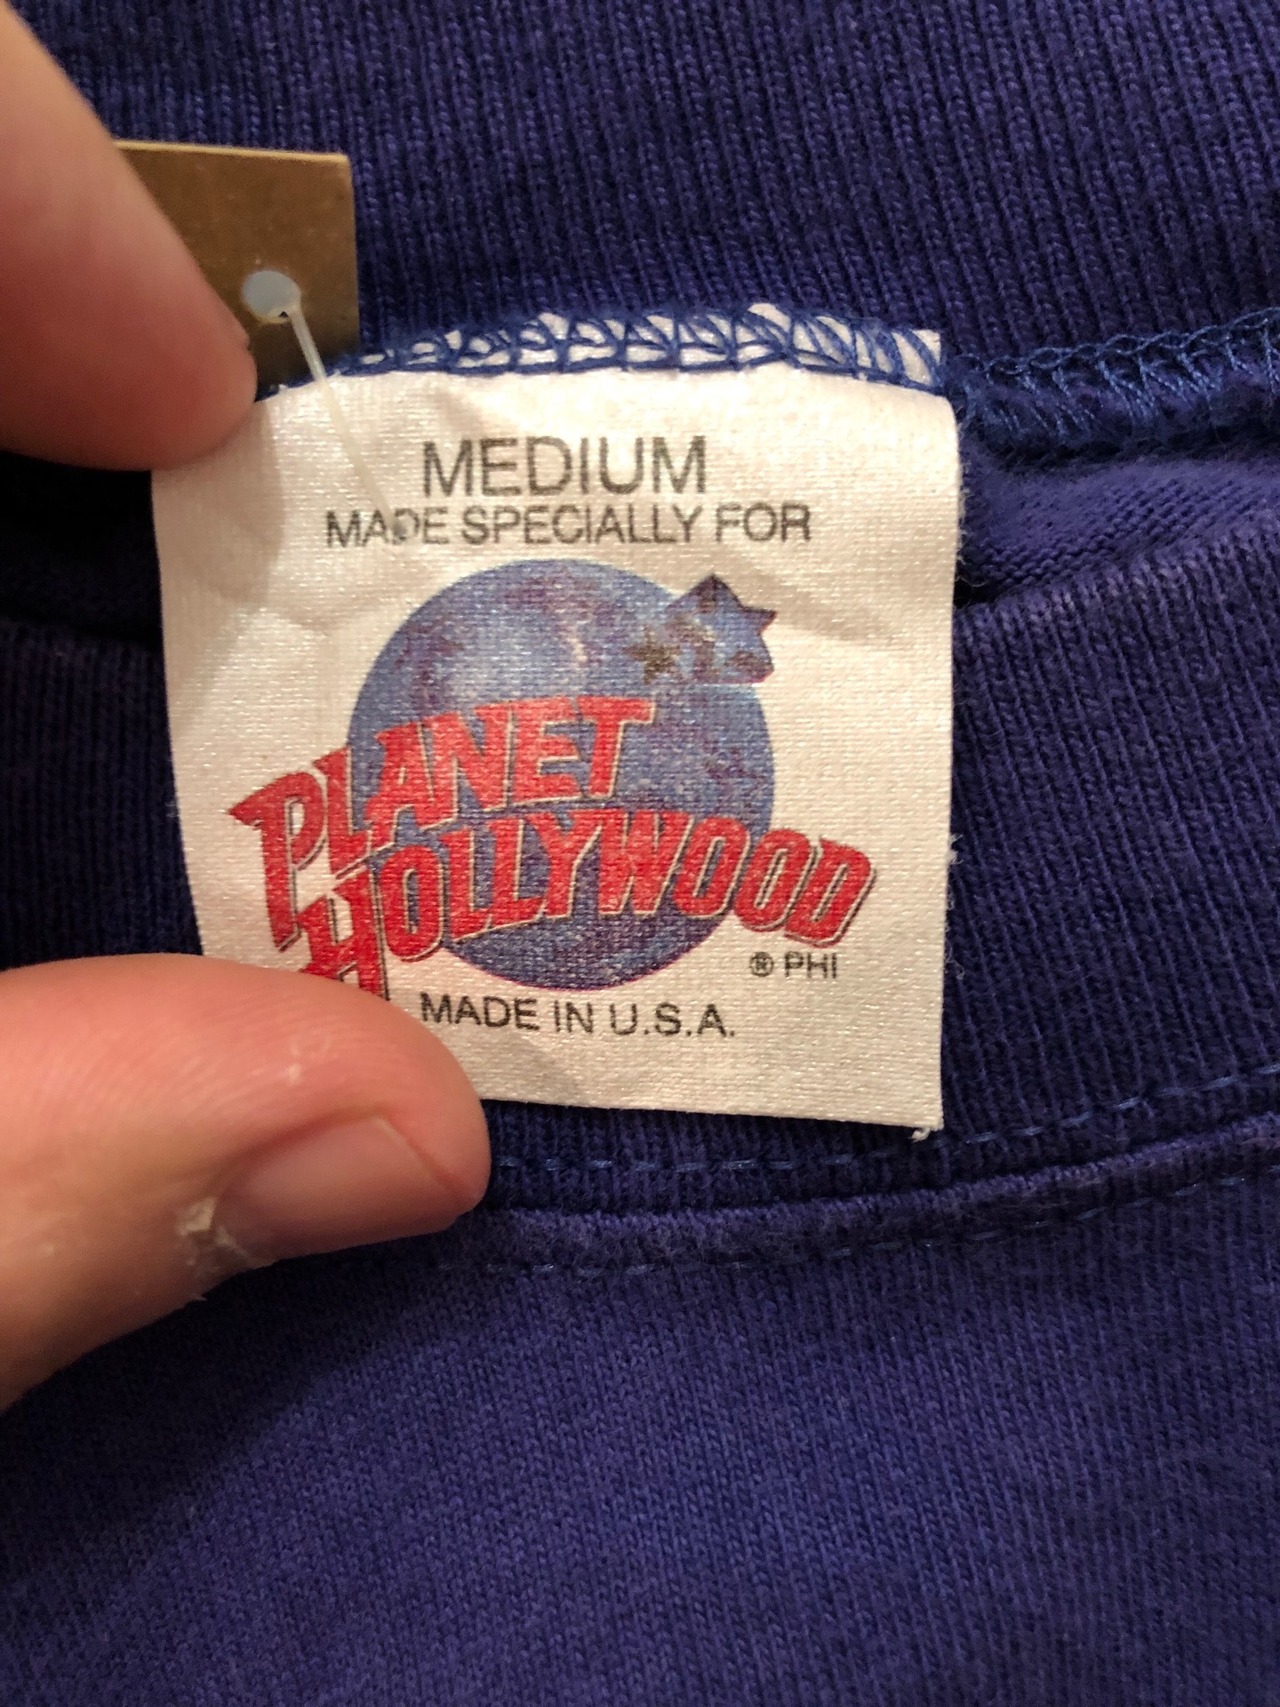 MEDIUM
MADE SPECIALLY FOR
PLANET
HOLLYWOOD
® PHI
MADE IN U.S.A.